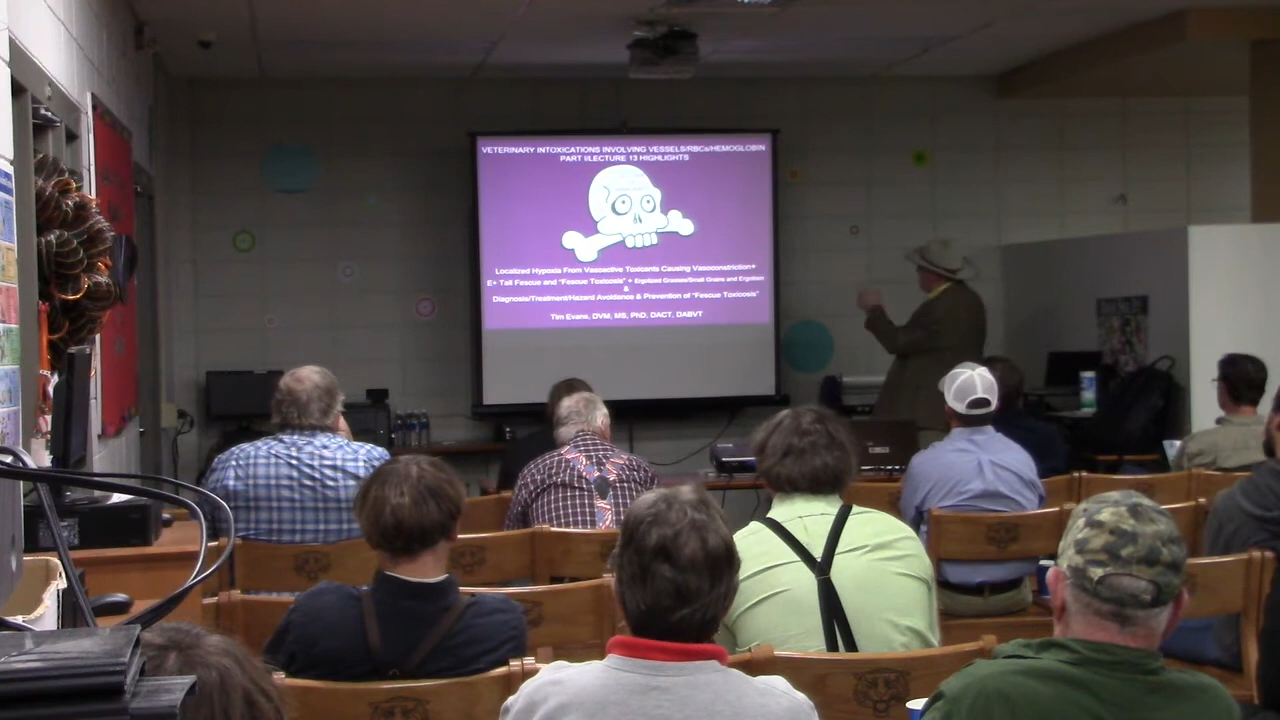 VETERINARY INTOXICATIONS INVOLVING VESSELS/RBCs/HEMOGLOBIN
PART I/LECTURE 13 HIGHLIGHTS
Localized Hypoxia From Vasoactive Toxicants Causing Vasoconstriction+
E+ Tall Fescue and "Fescue Toxicosis" + Ergotized Grasses/Small Grains and Ergotism
&
Diagnosis/Treatment/Hazard Avoidance & Prevention of "Fescue Toxicosis"
Tim Evans, DVM, MS, PhD, DACT, DABVT